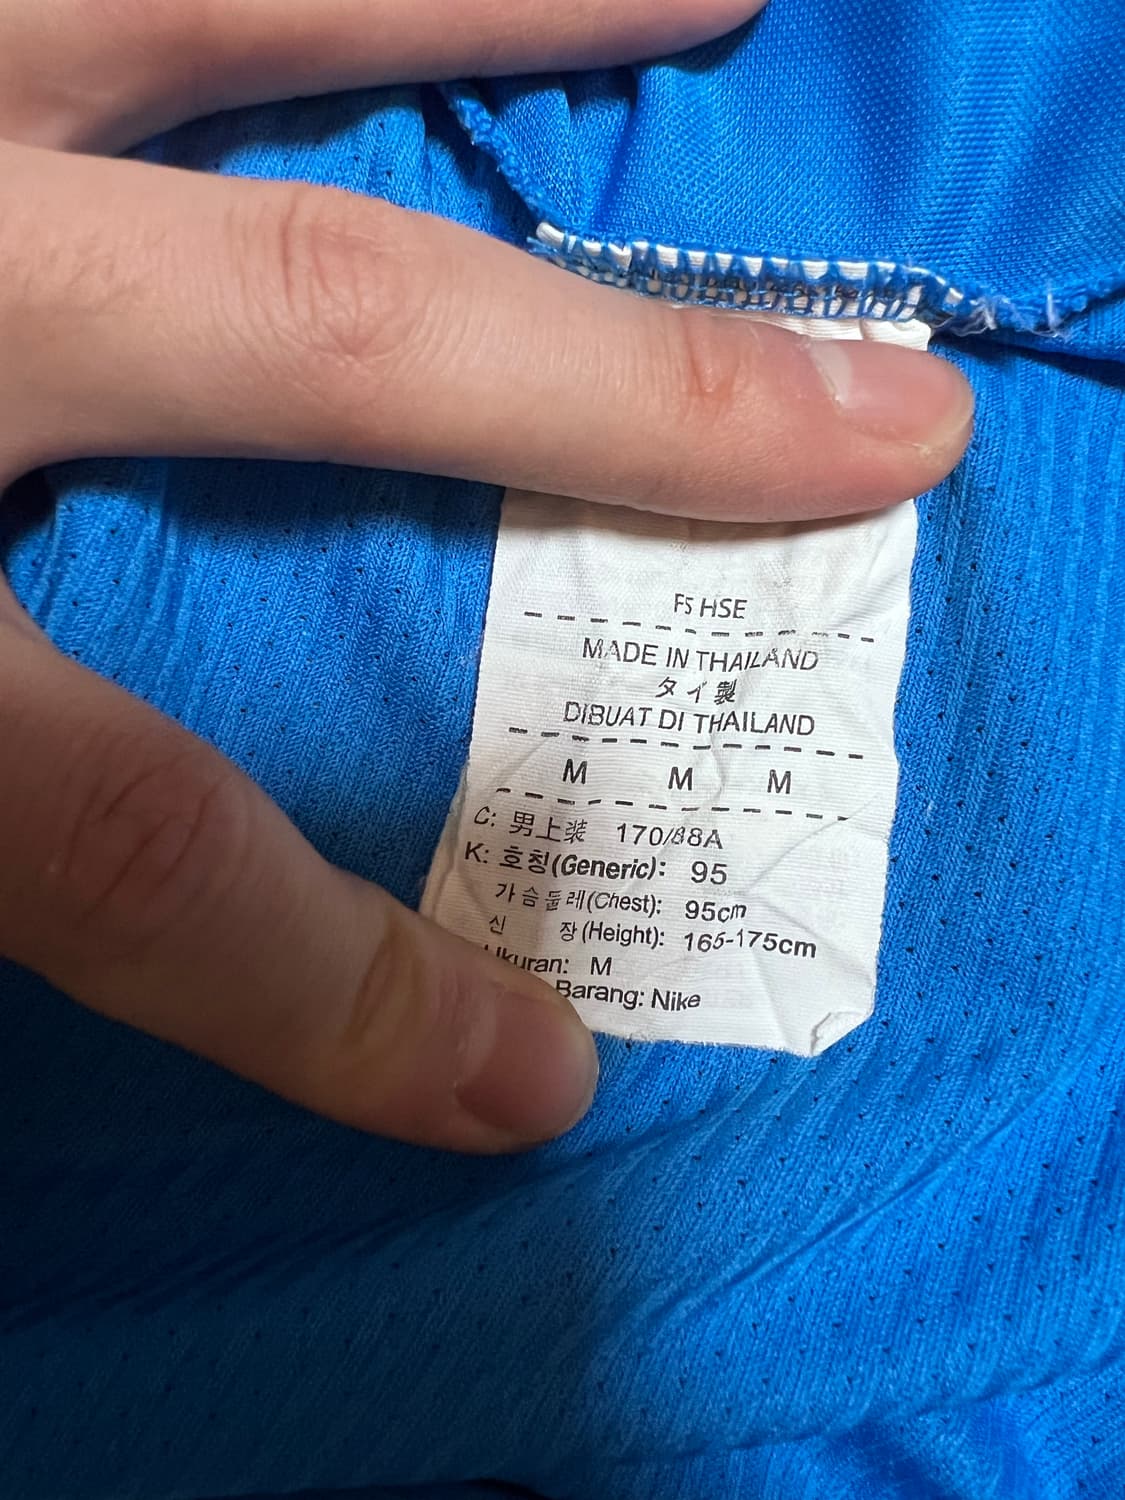 F5 HSE
MADE IN THAILAND
タイ製
DIBUAT DI THAILAND
M M M
C: 男上装 170/88A
K: 호칭(Generic): 95
가슴둘레(Chest): 95cm
신 장(Height): 165-175cm
Ukuran: M
Barang: Nike